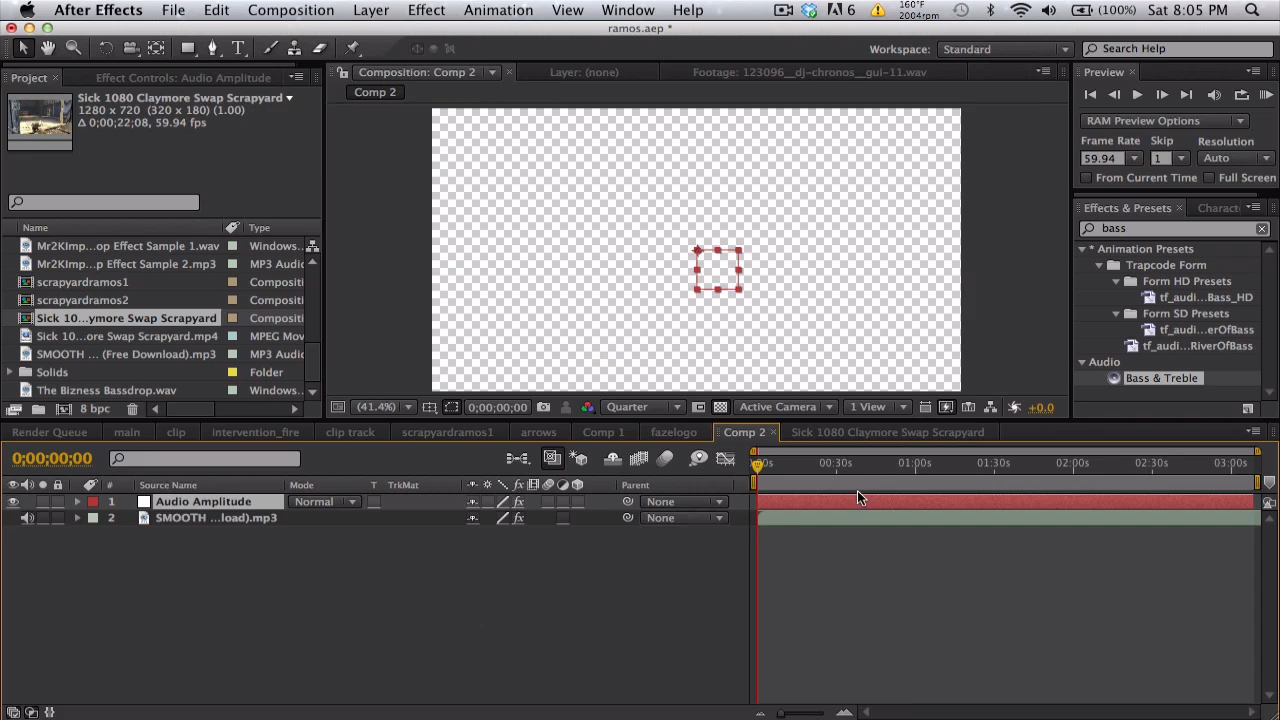 After Effects File Edit Composition Layer Effect Animation View Window Help 6 160°F 2004rpm (100%) Sat 8:05 PM
ramos.aep *
T Workspace: Standard Search Help
Project × Effect Controls: Audio Amplitude Composition: Comp 2 × Layer: (none) Footage: 123096__dj-chronos__gui-11.wav Preview ×
Comp 2
Sick 1080 Claymore Swap Scrapyard
1280 x 720 (320 x 180) (1.00)
Δ 0;00;22;08, 59.94 fps
RAM Preview Options
Frame Rate Skip Resolution
59.94 1 Auto
From Current Time Full Screen
Effects & Presets × Charact
bass
Name Type
Mr2KImp...op Effect Sample 1.wav Windows
Mr2KImp...p Effect Sample 2.mp3 MP3 Audio
scrapyardramos1 Compositi
scrapyardramos2 Compositi
Sick 10...ymore Swap Scrapyard Compositi
Sick 10...ore Swap Scrapyard.mp4 MPEG Mov
SMOOTH ... (Free Download).mp3 MP3 Audio
Solids Folder
The Bizness Bassdrop.wav Windows
* Animation Presets
Trapcode Form
Form HD Presets
tf_audi...Bass_HD
Form SD Presets
tf_audi...erOfBass
tf_audi...RiverOfBass
Audio
Bass & Treble
8 bpc (41.4%) 0;00;00;00 Quarter Active Camera 1 View +0.0
Render Queue main clip intervention_fire clip track scrapyardramos1 arrows Comp 1 fazelogo Comp 2 × Sick 1080 Claymore Swap Scrapyard
0;00;00;00 :00s 00:30s 01:00s 01:30s 02:00s 02:30s 03:00s
# Source Name Mode T TrkMat fx Parent
1 Audio Amplitude Normal fx None
2 SMOOTH ...load).mp3 fx None